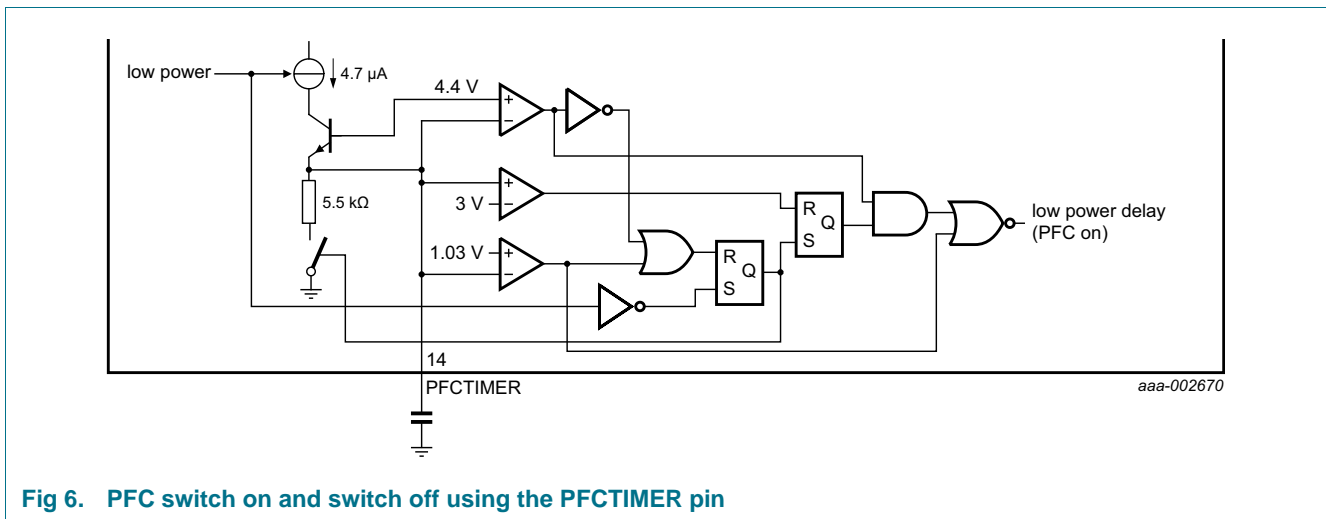 low power
4.7 µA
4.4 V
5.5 kΩ
3 V
1.03 V
R
Q
S
R
Q
S
low power delay
(PFC on)
14
PFCTIMER
aaa-002670
Fig 6. PFC switch on and switch off using the PFCTIMER pin